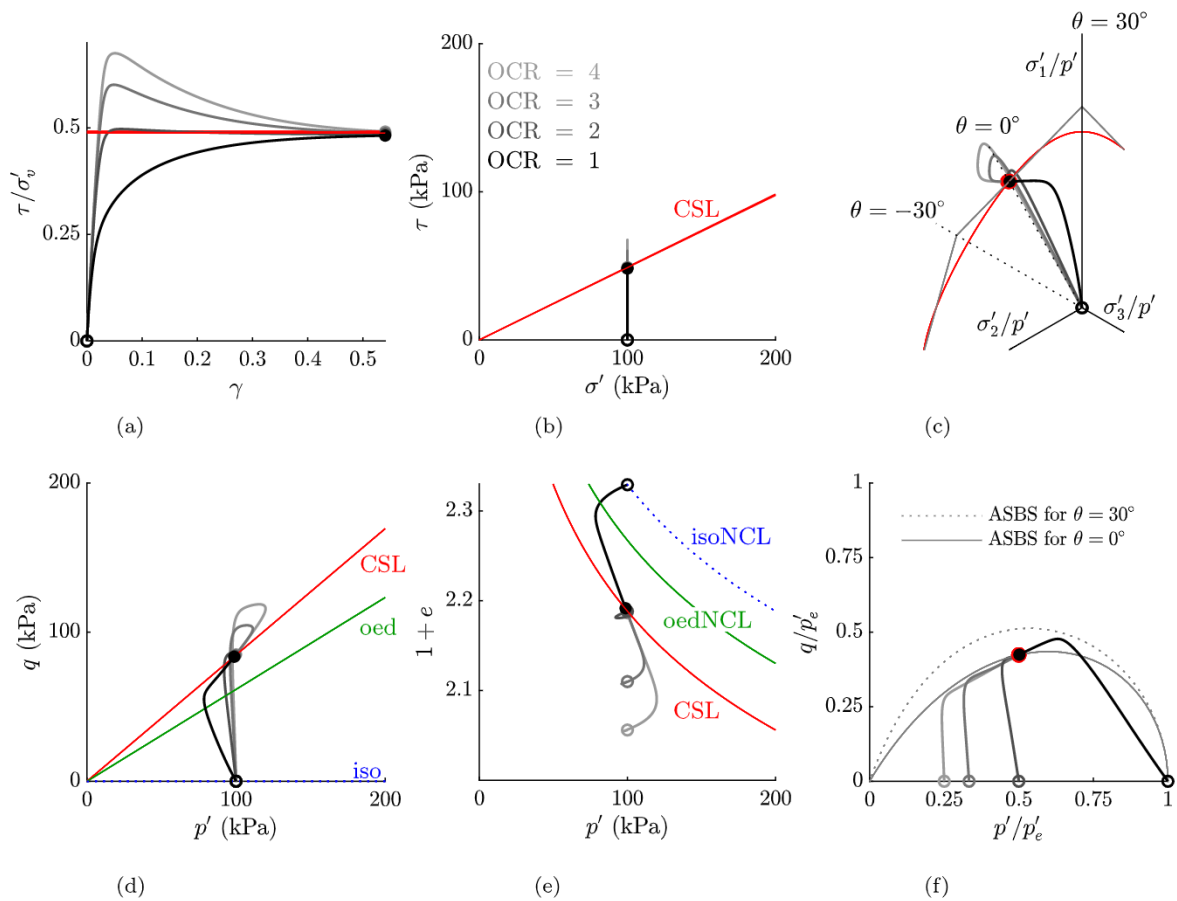 τ/σ′ᵥ
0.5
0.25
0
0 0.1 0.2 0.3 0.4 0.5
γ
(a)
τ (kPa)
200
100
0
OCR = 4
OCR = 3
OCR = 2
OCR = 1
CSL
0 100 200
σ′ (kPa)
(b)
θ = 30°
σ′₁/p′
θ = 0°
θ = −30°
σ′₂/p′
σ′₃/p′
(c)
q (kPa)
200
100
0
CSL
oed
iso
0 100 200
p′ (kPa)
(d)
1 + e
2.3
2.2
2.1
isoNCL
oedNCL
CSL
0 100 200
p′ (kPa)
(e)
q/p′ₑ
1
0.75
0.5
0.25
0
ASBS for θ = 30°
ASBS for θ = 0°
0 0.25 0.5 0.75 1
p′/p′ₑ
(f)